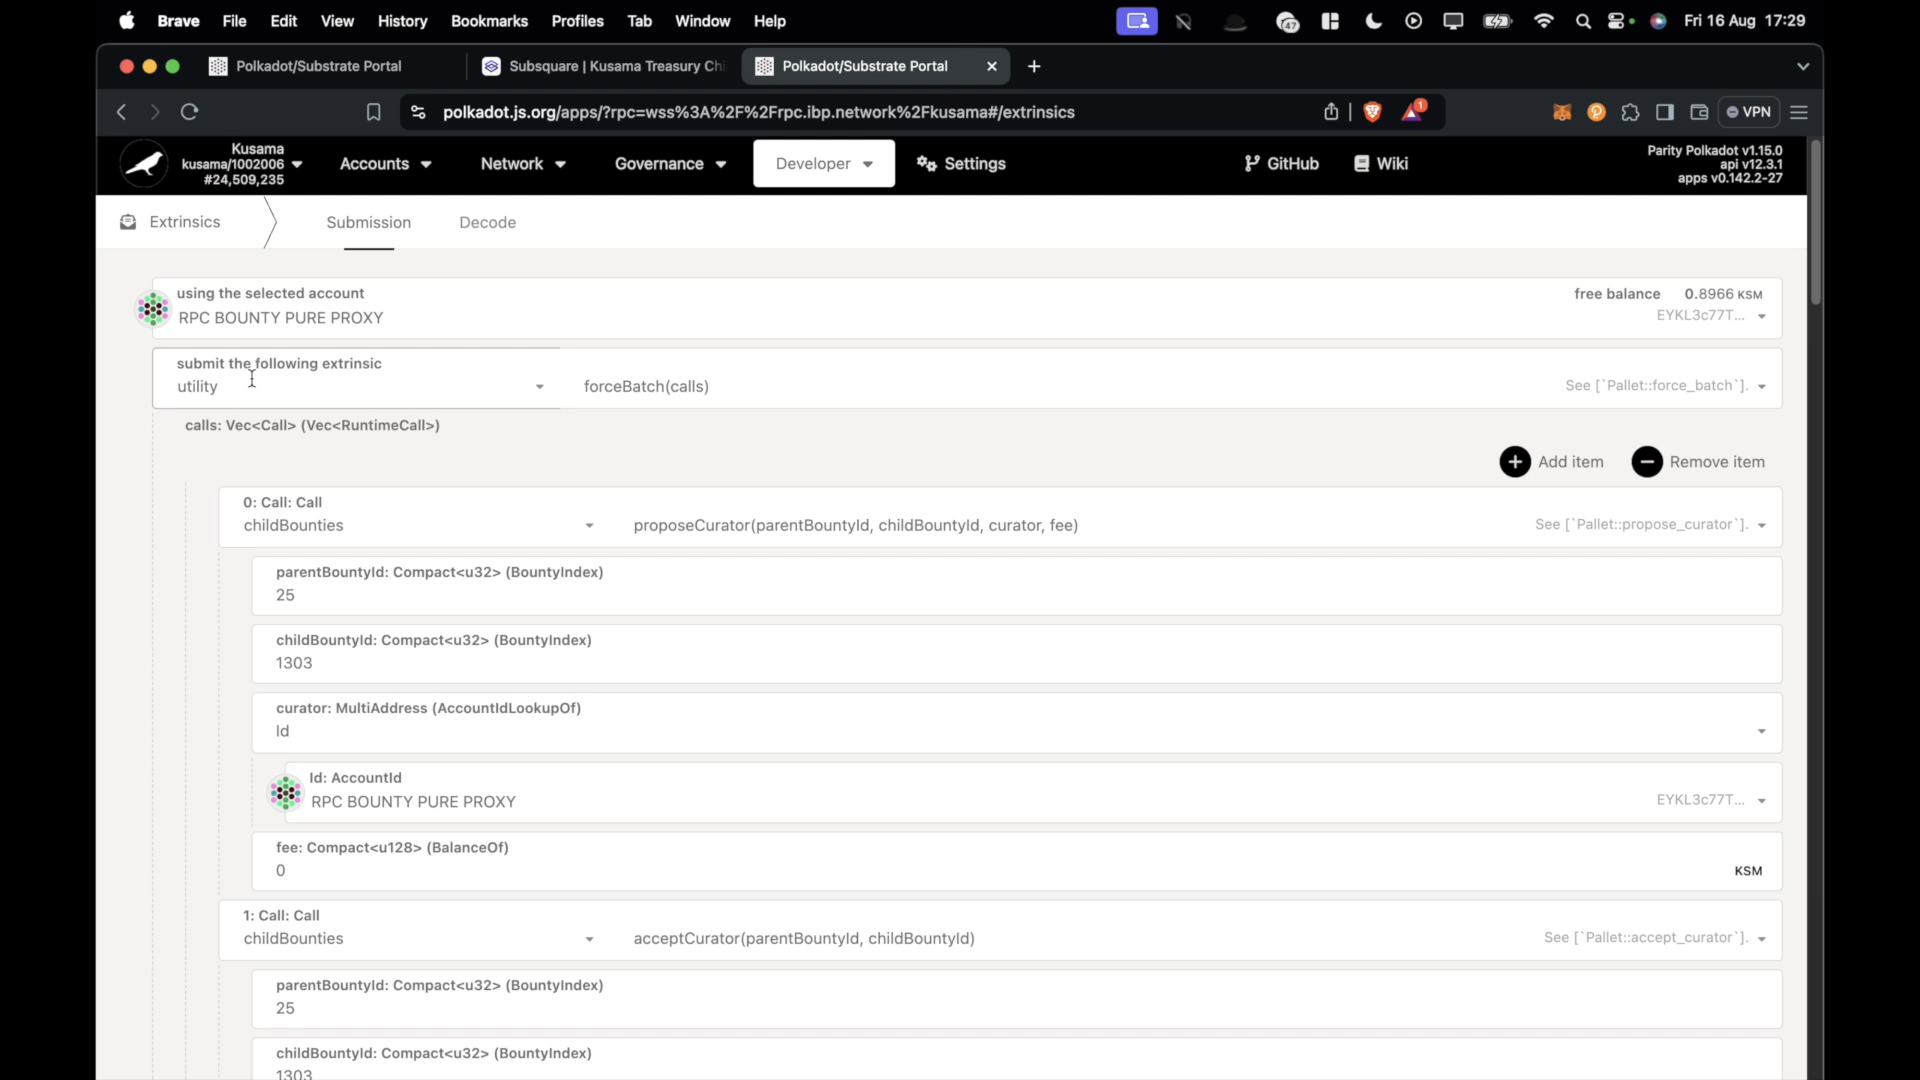 Brave File Edit View History Bookmarks Profiles Tab Window Help 47 Fri 16 Aug 17:29
Polkadot/Substrate Portal Subsquare | Kusama Treasury Chi Polkadot/Substrate Portal
polkadot.js.org/apps/?rpc=wss%3A%2F%2Frpc.ibp.network%2Fkusama#/extrinsics 1 VPN
Kusama
kusama/1002006
#24,509,235
Accounts Network Governance Developer Settings GitHub Wiki
Parity Polkadot v1.15.0
api v12.3.1
apps v0.142.2-27
Extrinsics Submission Decode
using the selected account
RPC BOUNTY PURE PROXY
free balance 0.8966 KSM
EYKL3c77T...
submit the following extrinsic
utility forceBatch(calls) See [`Pallet::force_batch`].
calls: Vec<Call> (Vec<RuntimeCall>)
Add item Remove item
0: Call: Call
childBounties proposeCurator(parentBountyId, childBountyId, curator, fee) See [`Pallet::propose_curator`].
parentBountyId: Compact<u32> (BountyIndex)
25
childBountyId: Compact<u32> (BountyIndex)
1303
curator: MultiAddress (AccountIdLookupOf)
Id
Id: AccountId
RPC BOUNTY PURE PROXY EYKL3c77T...
fee: Compact<u128> (BalanceOf)
0 KSM
1: Call: Call
childBounties acceptCurator(parentBountyId, childBountyId) See [`Pallet::accept_curator`].
parentBountyId: Compact<u32> (BountyIndex)
25
childBountyId: Compact<u32> (BountyIndex)
1303